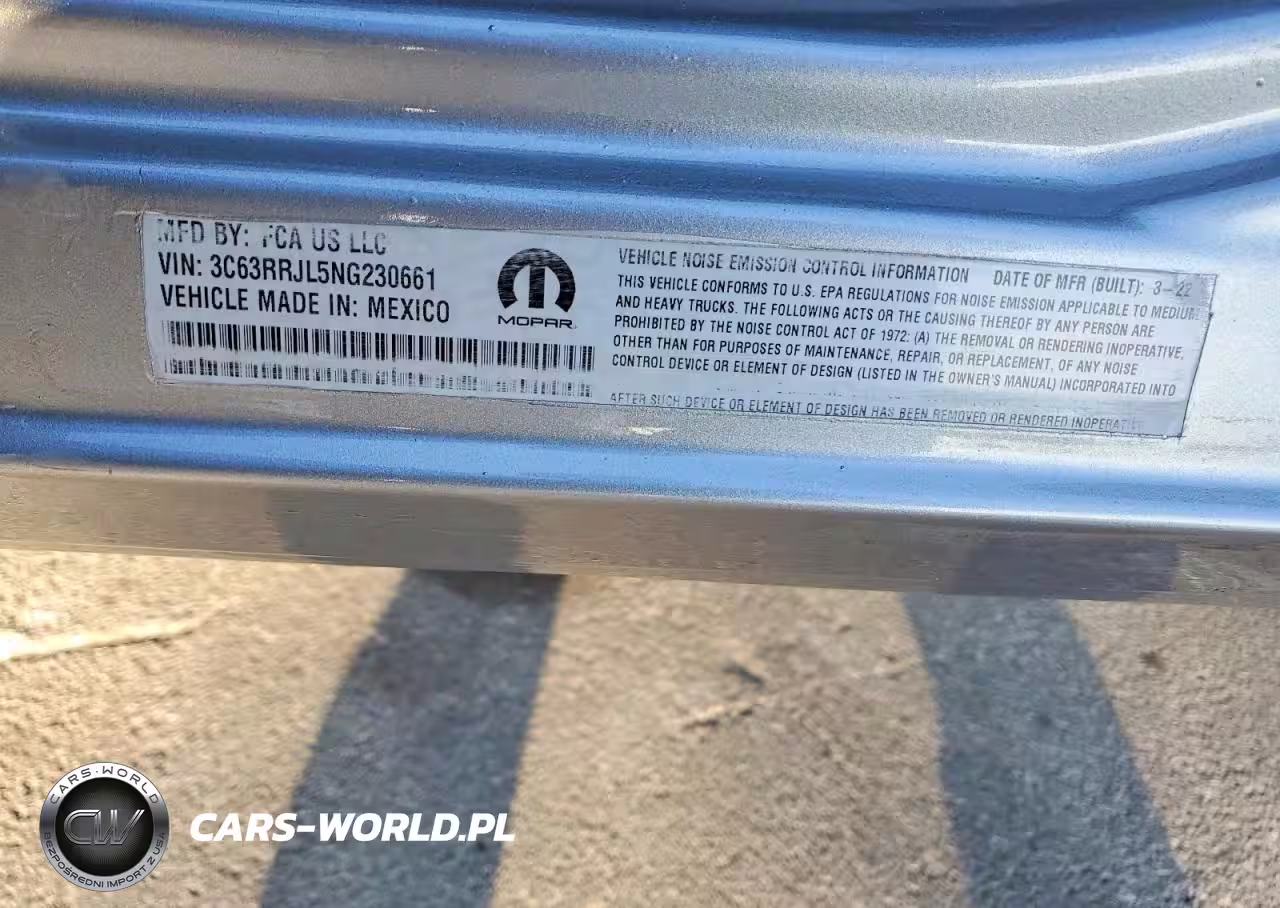 MFD BY: FCA US LLC
VIN: 3C63RRJL5NG230661
VEHICLE MADE IN: MEXICO
MOPAR
VEHICLE NOISE EMISSION CONTROL INFORMATION DATE OF MFR (BUILT): 3-22
THIS VEHICLE CONFORMS TO U.S. EPA REGULATIONS FOR NOISE EMISSION APPLICABLE TO MEDIUM
AND HEAVY TRUCKS. THE FOLLOWING ACTS OR THE CAUSING THEREOF BY ANY PERSON ARE
PROHIBITED BY THE NOISE CONTROL ACT OF 1972: (A) THE REMOVAL OR RENDERING INOPERATIVE,
OTHER THAN FOR PURPOSES OF MAINTENANCE, REPAIR, OR REPLACEMENT, OF ANY NOISE
CONTROL DEVICE OR ELEMENT OF DESIGN (LISTED IN THE OWNER'S MANUAL) INCORPORATED INTO
AFTER SUCH DEVICE OR ELEMENT OF DESIGN HAS BEEN REMOVED OR RENDERED INOPERATIVE
CARS-WORLD
CW
BEZPOŚREDNI IMPORT Z USA
CARS-WORLD.PL